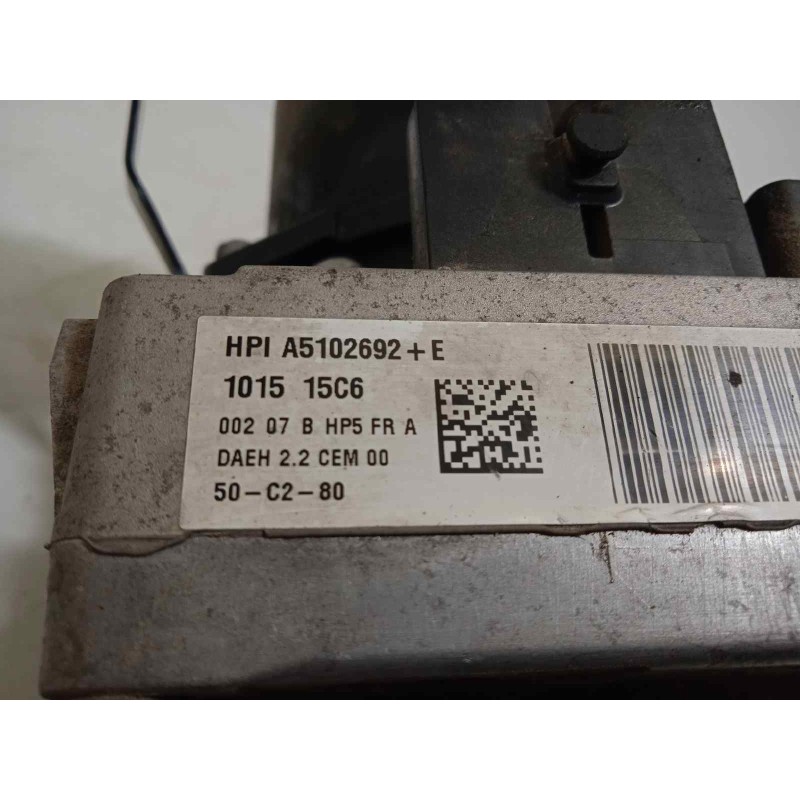 HPI A5102692+E
1015 15C6
002 07 B HP5 FR A
DAEH 2.2 CEM 00
50-C2-80